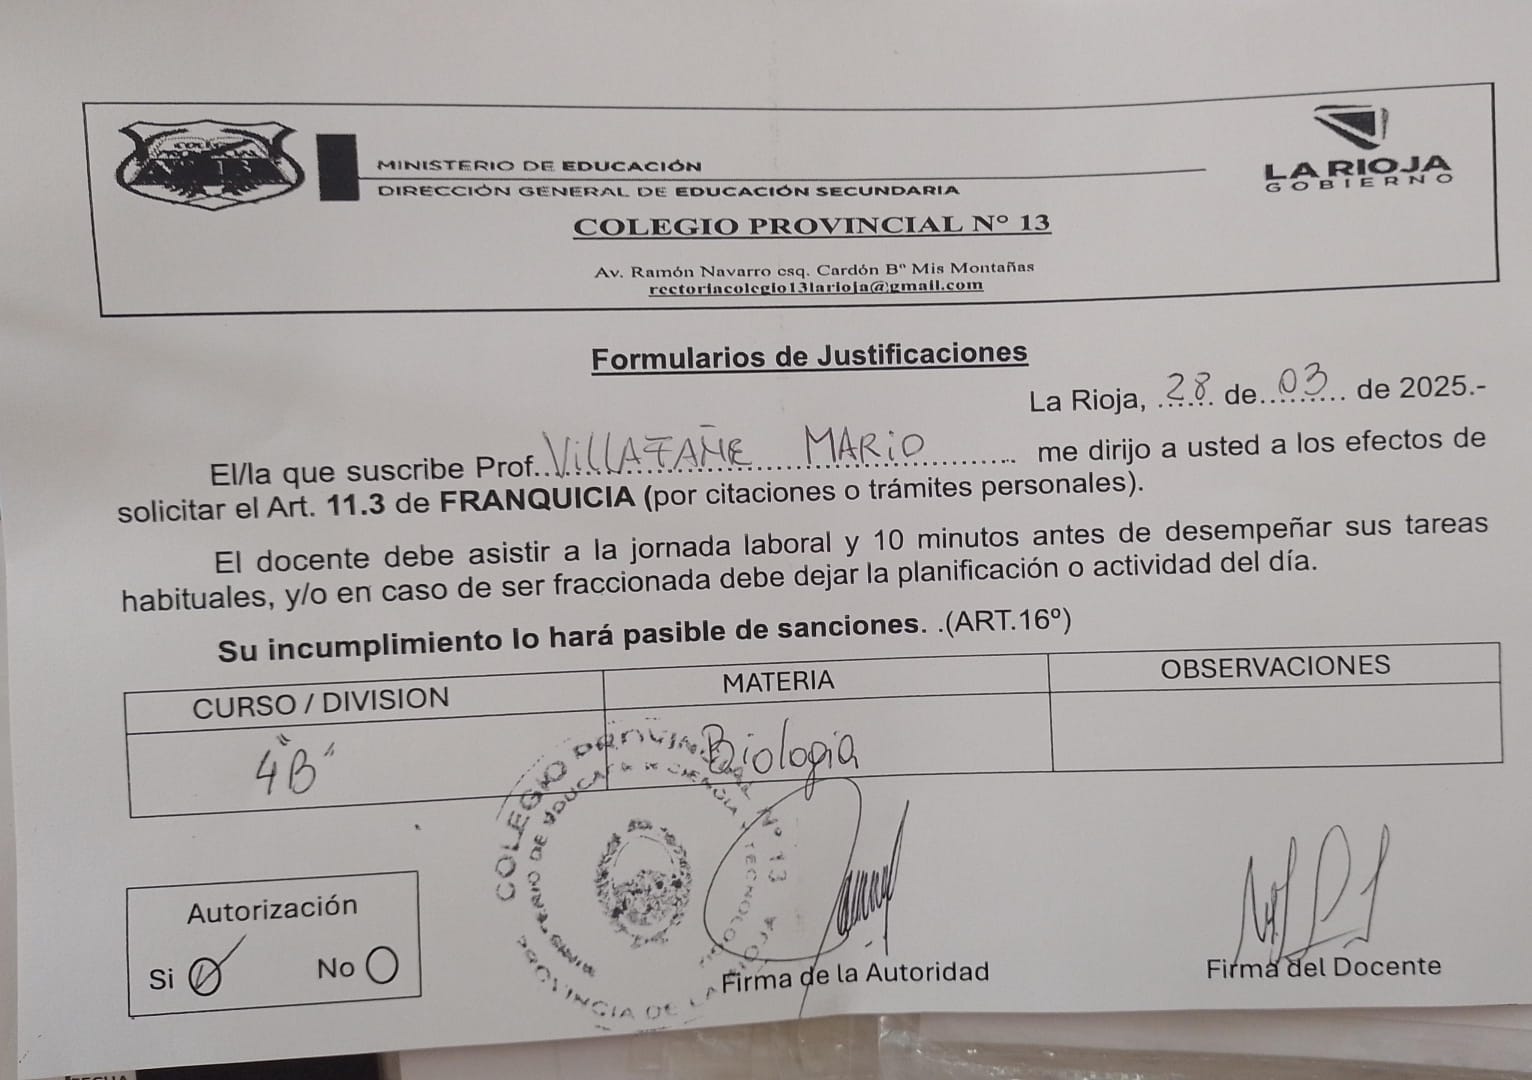 MINISTERIO DE EDUCACIÓN
DIRECCIÓN GENERAL DE EDUCACIÓN SECUNDARIA
LA RIOJA
GOBIERNO
COLEGIO PROVINCIAL Nº 13
Av. Ramón Navarro esq. Cardón Bº Mis Montañas
rectoriacolegio13larioja@gmail.com
Formularios de Justificaciones
La Rioja, ...28... de...03... de 2025.-
El/la que suscribe Prof...VillAFAÑE MARiO... me dirijo a usted a los efectos de
solicitar el Art. 11.3 de FRANQUICIA (por citaciones o trámites personales).
El docente debe asistir a la jornada laboral y 10 minutos antes de desempeñar sus tareas
habituales, y/o en caso de ser fraccionada debe dejar la planificación o actividad del día.
Su incumplimiento lo hará pasible de sanciones. .(ART.16º)
CURSO / DIVISION MATERIA OBSERVACIONES
4 "B" Biologia
COLEGIO PROVINCIAL Nº 13
PROVINCIA DE LA
Autorización
Si No
Firma de la Autoridad
Firma del Docente